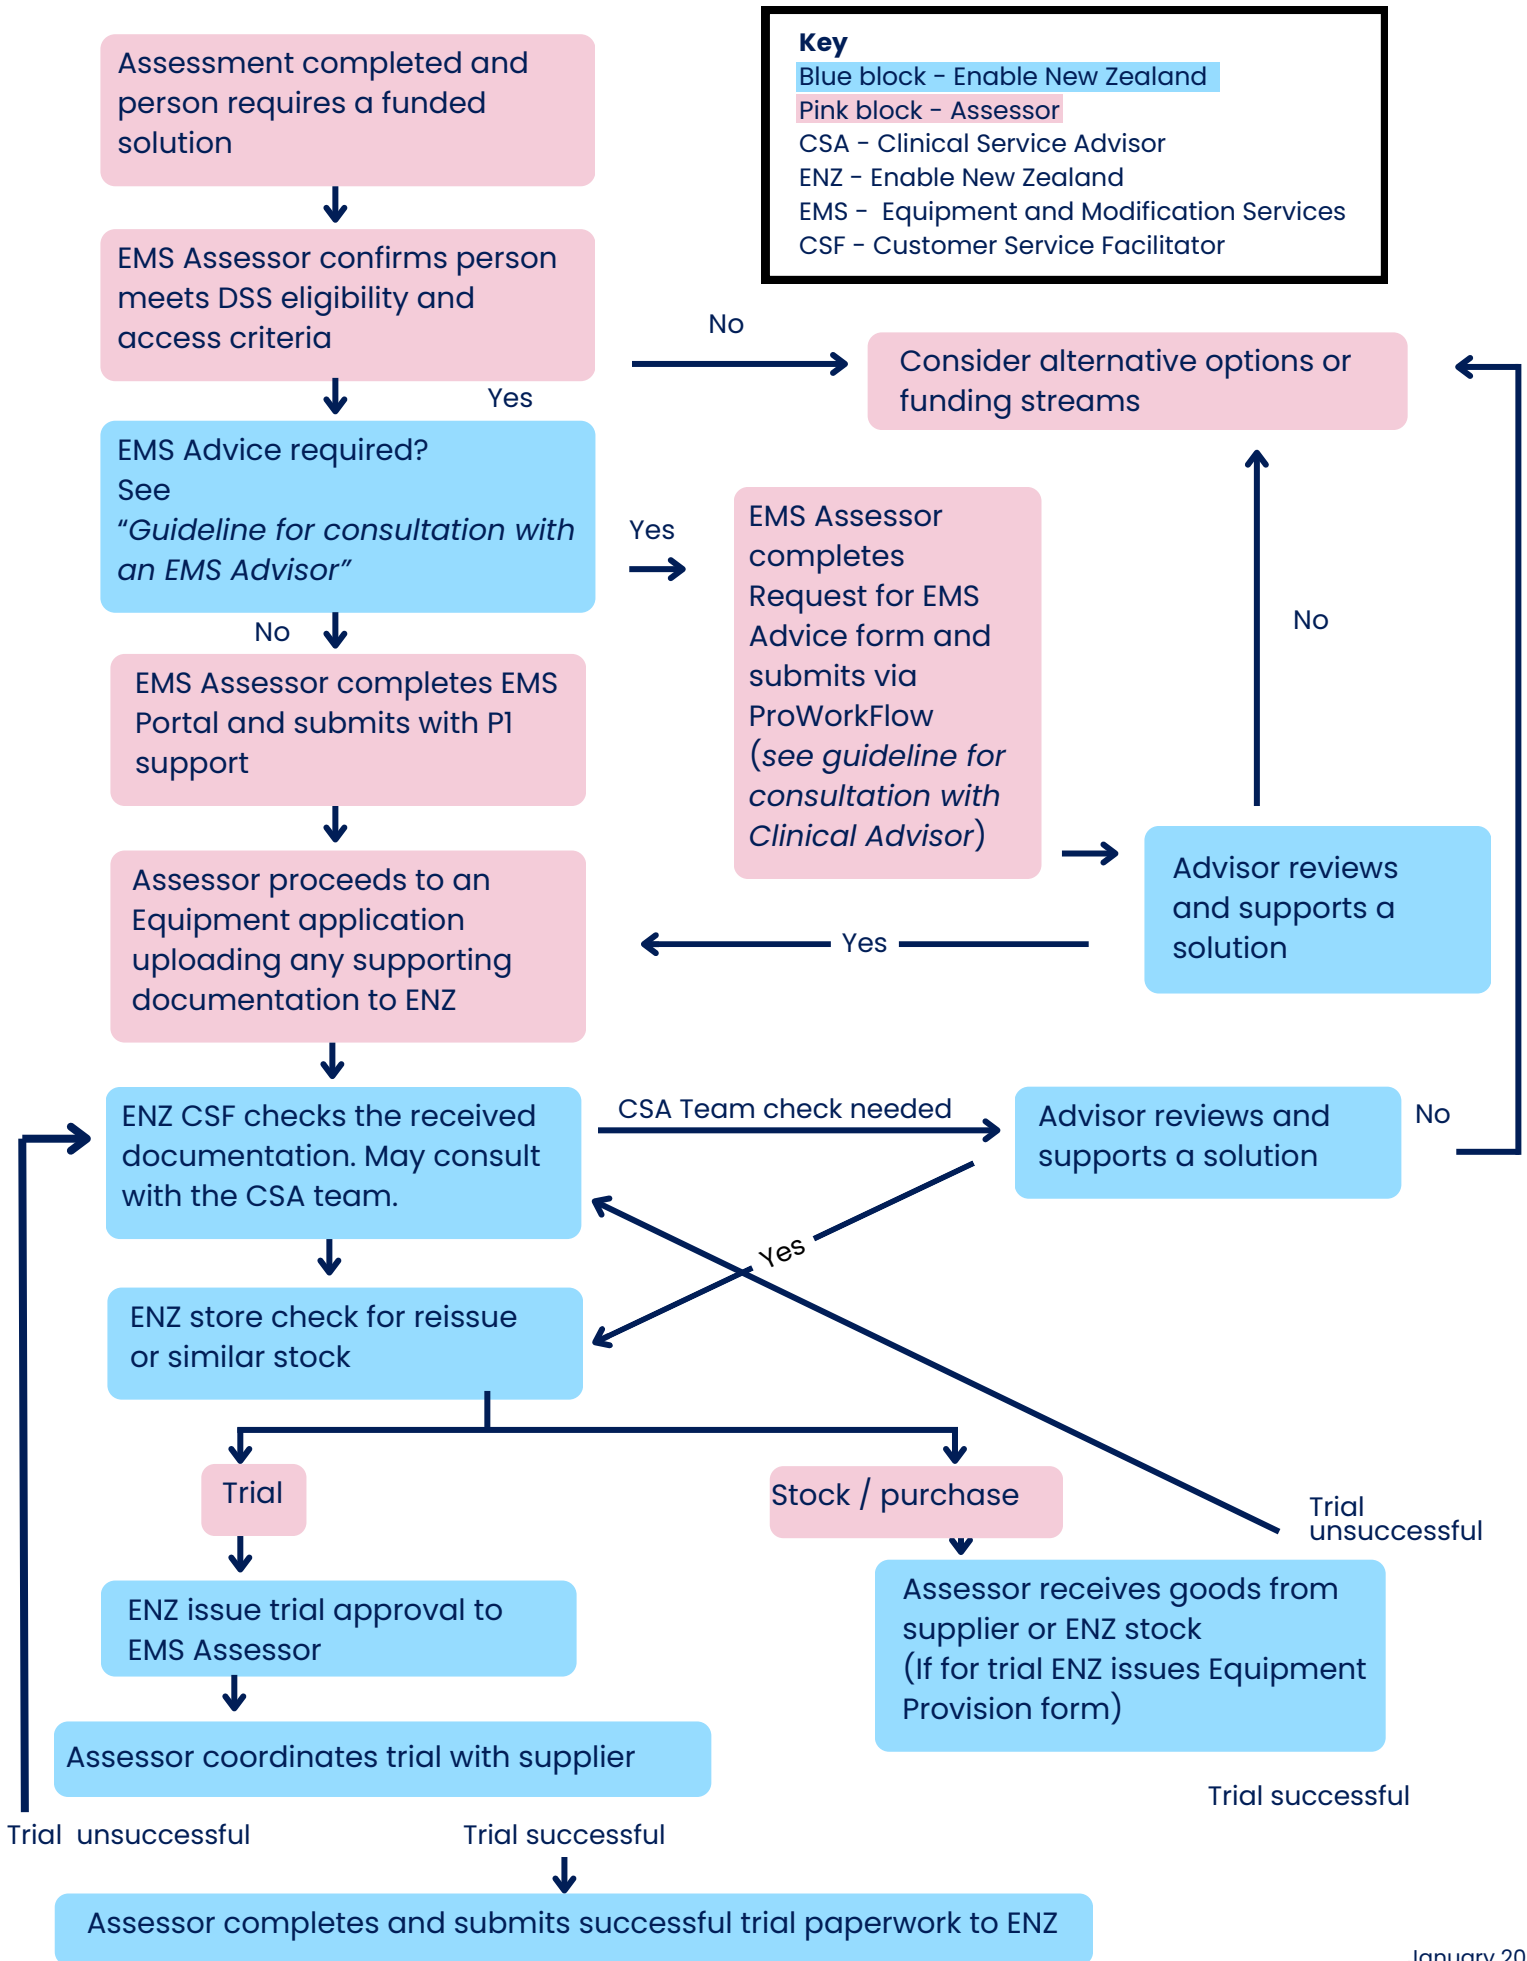 Key
Blue block - Enable New Zealand
Pink block - Assessor
CSA - Clinical Service Advisor
ENZ - Enable New Zealand
EMS - Equipment and Modification Services
CSF - Customer Service Facilitator
Assessment completed and
person requires a funded
solution
EMS Assessor confirms person
meets DSS eligibility and
access criteria
No
Consider alternative options or
funding streams
Yes
EMS Advice required?
See
“Guideline for consultation with
an EMS Advisor”
Yes
EMS Assessor
completes
Request for EMS
Advice form and
submits via
ProWorkFlow
(see guideline for
consultation with
Clinical Advisor)
No
No
EMS Assessor completes EMS
Portal and submits with P1
support
Advisor reviews
and supports a
solution
Assessor proceeds to an
Equipment application
uploading any supporting
documentation to ENZ
Yes
ENZ CSF checks the received
documentation. May consult
with the CSA team.
CSA Team check needed
Advisor reviews and
supports a solution
No
Yes
ENZ store check for reissue
or similar stock
Trial
Stock / purchase
Trial
unsuccessful
ENZ issue trial approval to
EMS Assessor
Assessor receives goods from
supplier or ENZ stock
(If for trial ENZ issues Equipment
Provision form)
Assessor coordinates trial with supplier
Trial successful
Trial unsuccessful
Trial successful
Assessor completes and submits successful trial paperwork to ENZ
January 20